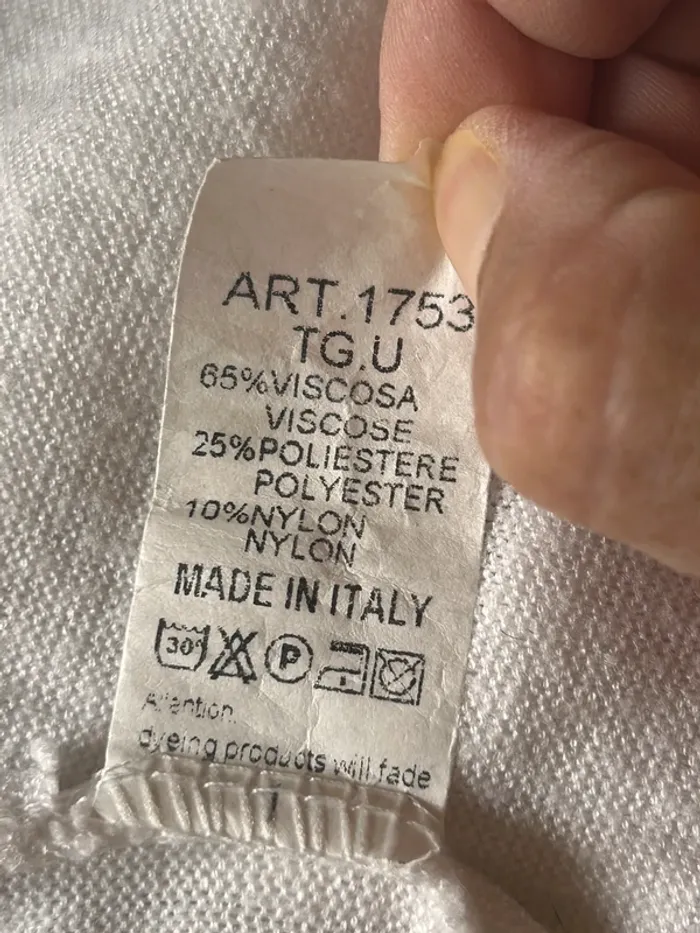 ART.1753
TG.U
65%VISCOSA
VISCOSE
25%POLIESTERE
POLYESTER
10%NYLON
NYLON
MADE IN ITALY
30°
P
Attention.
dyeing products will fade